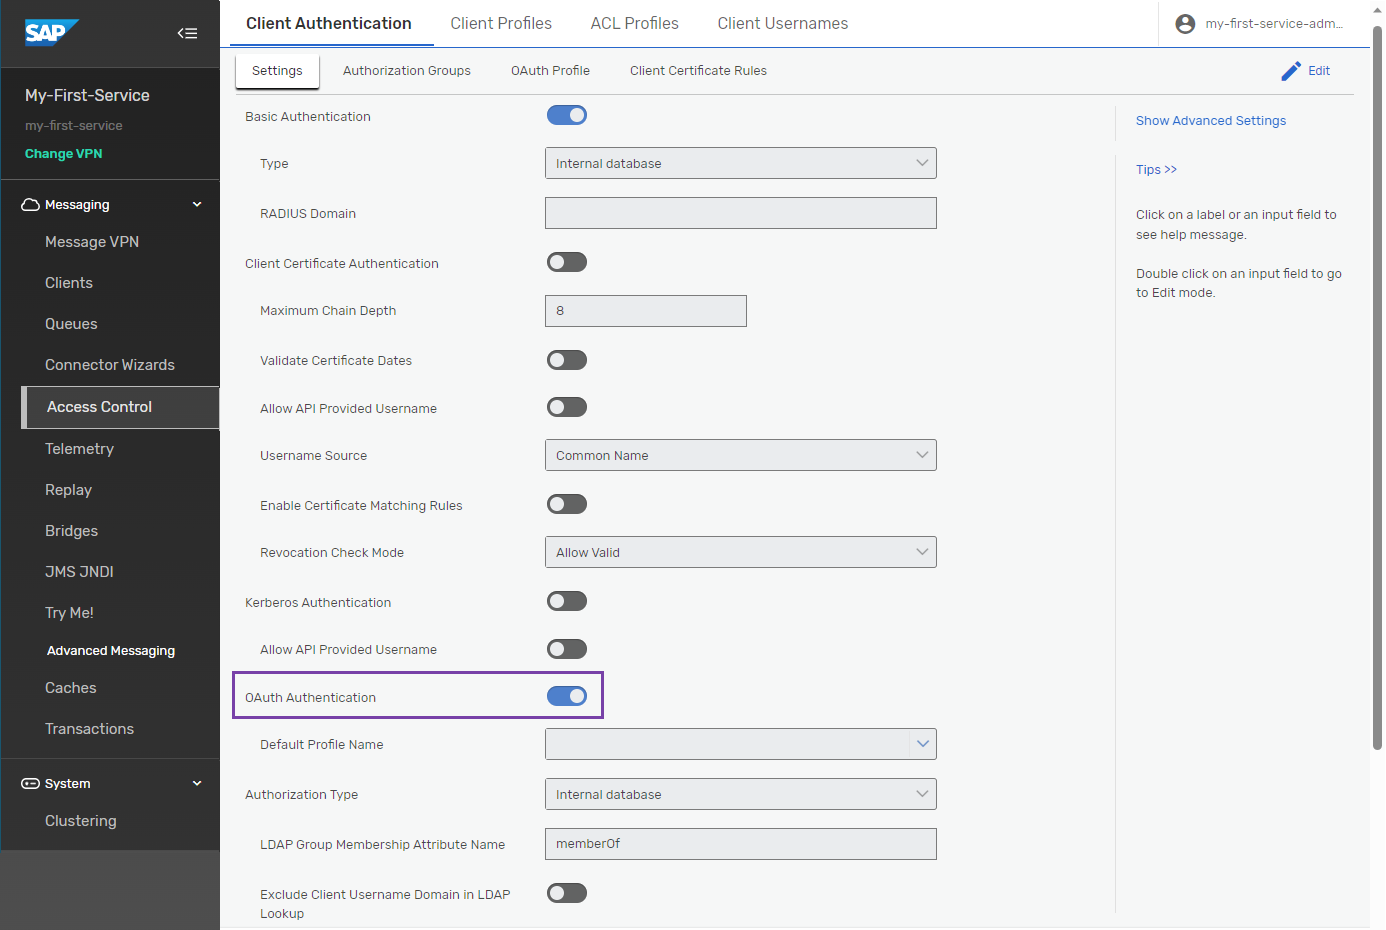 SAP
My-First-Service
my-first-service
Change VPN
Messaging
Message VPN
Clients
Queues
Connector Wizards
Access Control
Telemetry
Replay
Bridges
JMS JNDI
Try Me!
Advanced Messaging
Caches
Transactions
System
Clustering
Client Authentication
Client Profiles
ACL Profiles
Client Usernames
my-first-service-adm...
Settings
Authorization Groups
OAuth Profile
Client Certificate Rules
Edit
Basic Authentication
Type
Internal database
RADIUS Domain
Client Certificate Authentication
Maximum Chain Depth
8
Validate Certificate Dates
Allow API Provided Username
Username Source
Common Name
Enable Certificate Matching Rules
Revocation Check Mode
Allow Valid
Kerberos Authentication
Allow API Provided Username
OAuth Authentication
Default Profile Name
Authorization Type
Internal database
LDAP Group Membership Attribute Name
memberOf
Exclude Client Username Domain in LDAP
Lookup
Show Advanced Settings
Tips >>
Click on a label or an input field to
see help message.
Double click on an input field to go
to Edit mode.